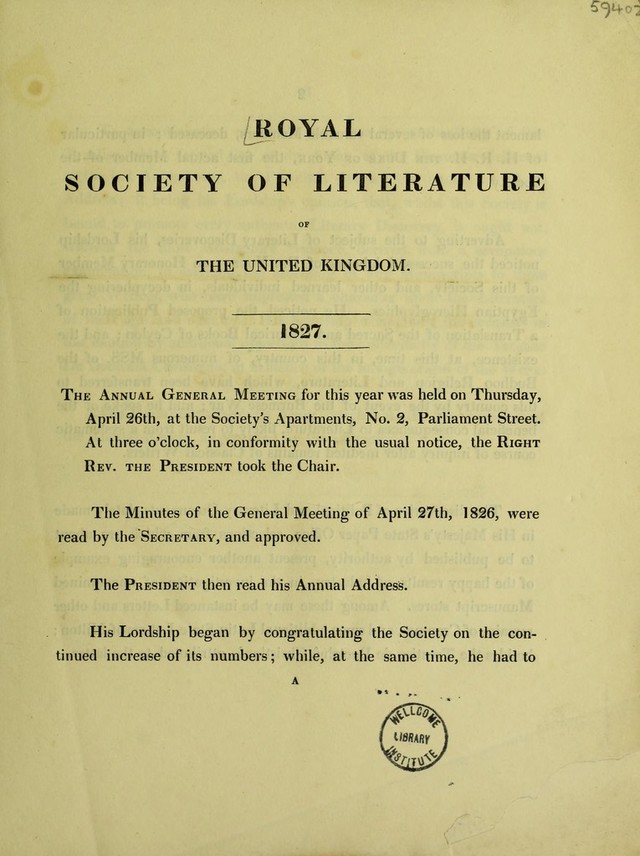 59402
ROYAL
SOCIETY OF LITERATURE
OF
THE UNITED KINGDOM.
1827.
THE ANNUAL GENERAL MEETING for this year was held on Thursday,
April 26th, at the Society's Apartments, No. 2, Parliament Street.
At three o'clock, in conformity with the usual notice, the RIGHT
REV. THE PRESIDENT took the Chair.
The Minutes of the General Meeting of April 27th, 1826, were
read by the SECRETARY, and approved.
The PRESIDENT then read his Annual Address.
His Lordship began by congratulating the Society on the con-
tinued increase of its numbers; while, at the same time, he had to
A
WELLCOME
LIBRARY
INSTITUTE